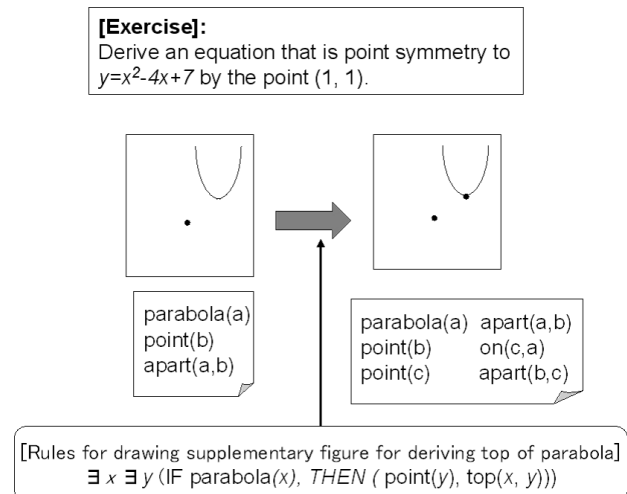 [Exercise]:
Derive an equation that is point symmetry to
y=x²-4x+7 by the point (1, 1).
parabola(a)
point(b)
apart(a,b)
parabola(a) apart(a,b)
point(b) on(c,a)
point(c) apart(b,c)
[Rules for drawing supplementary figure for deriving top of parabola]
∃ x ∃ y (IF parabola(x), THEN ( point(y), top(x, y)))